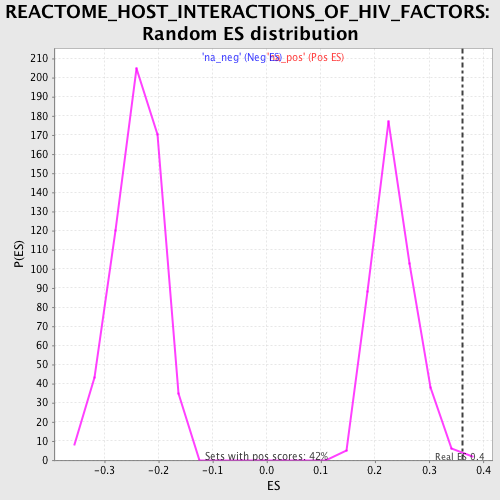 REACTOME_HOST_INTERACTIONS_OF_HIV_FACTORS:
Random ES distribution
'na_neg' (Neg ES) 'na_pos' (Pos ES)
210
200
190
180
170
160
150
140
130
120
110
100
90
80
70
60
50
40
30
20
10
0
P(ES)
Sets with pos scores: 42%
Real ES 0.4
-0.3 -0.2 -0.1 0.0 0.1 0.2 0.3 0.4
ES